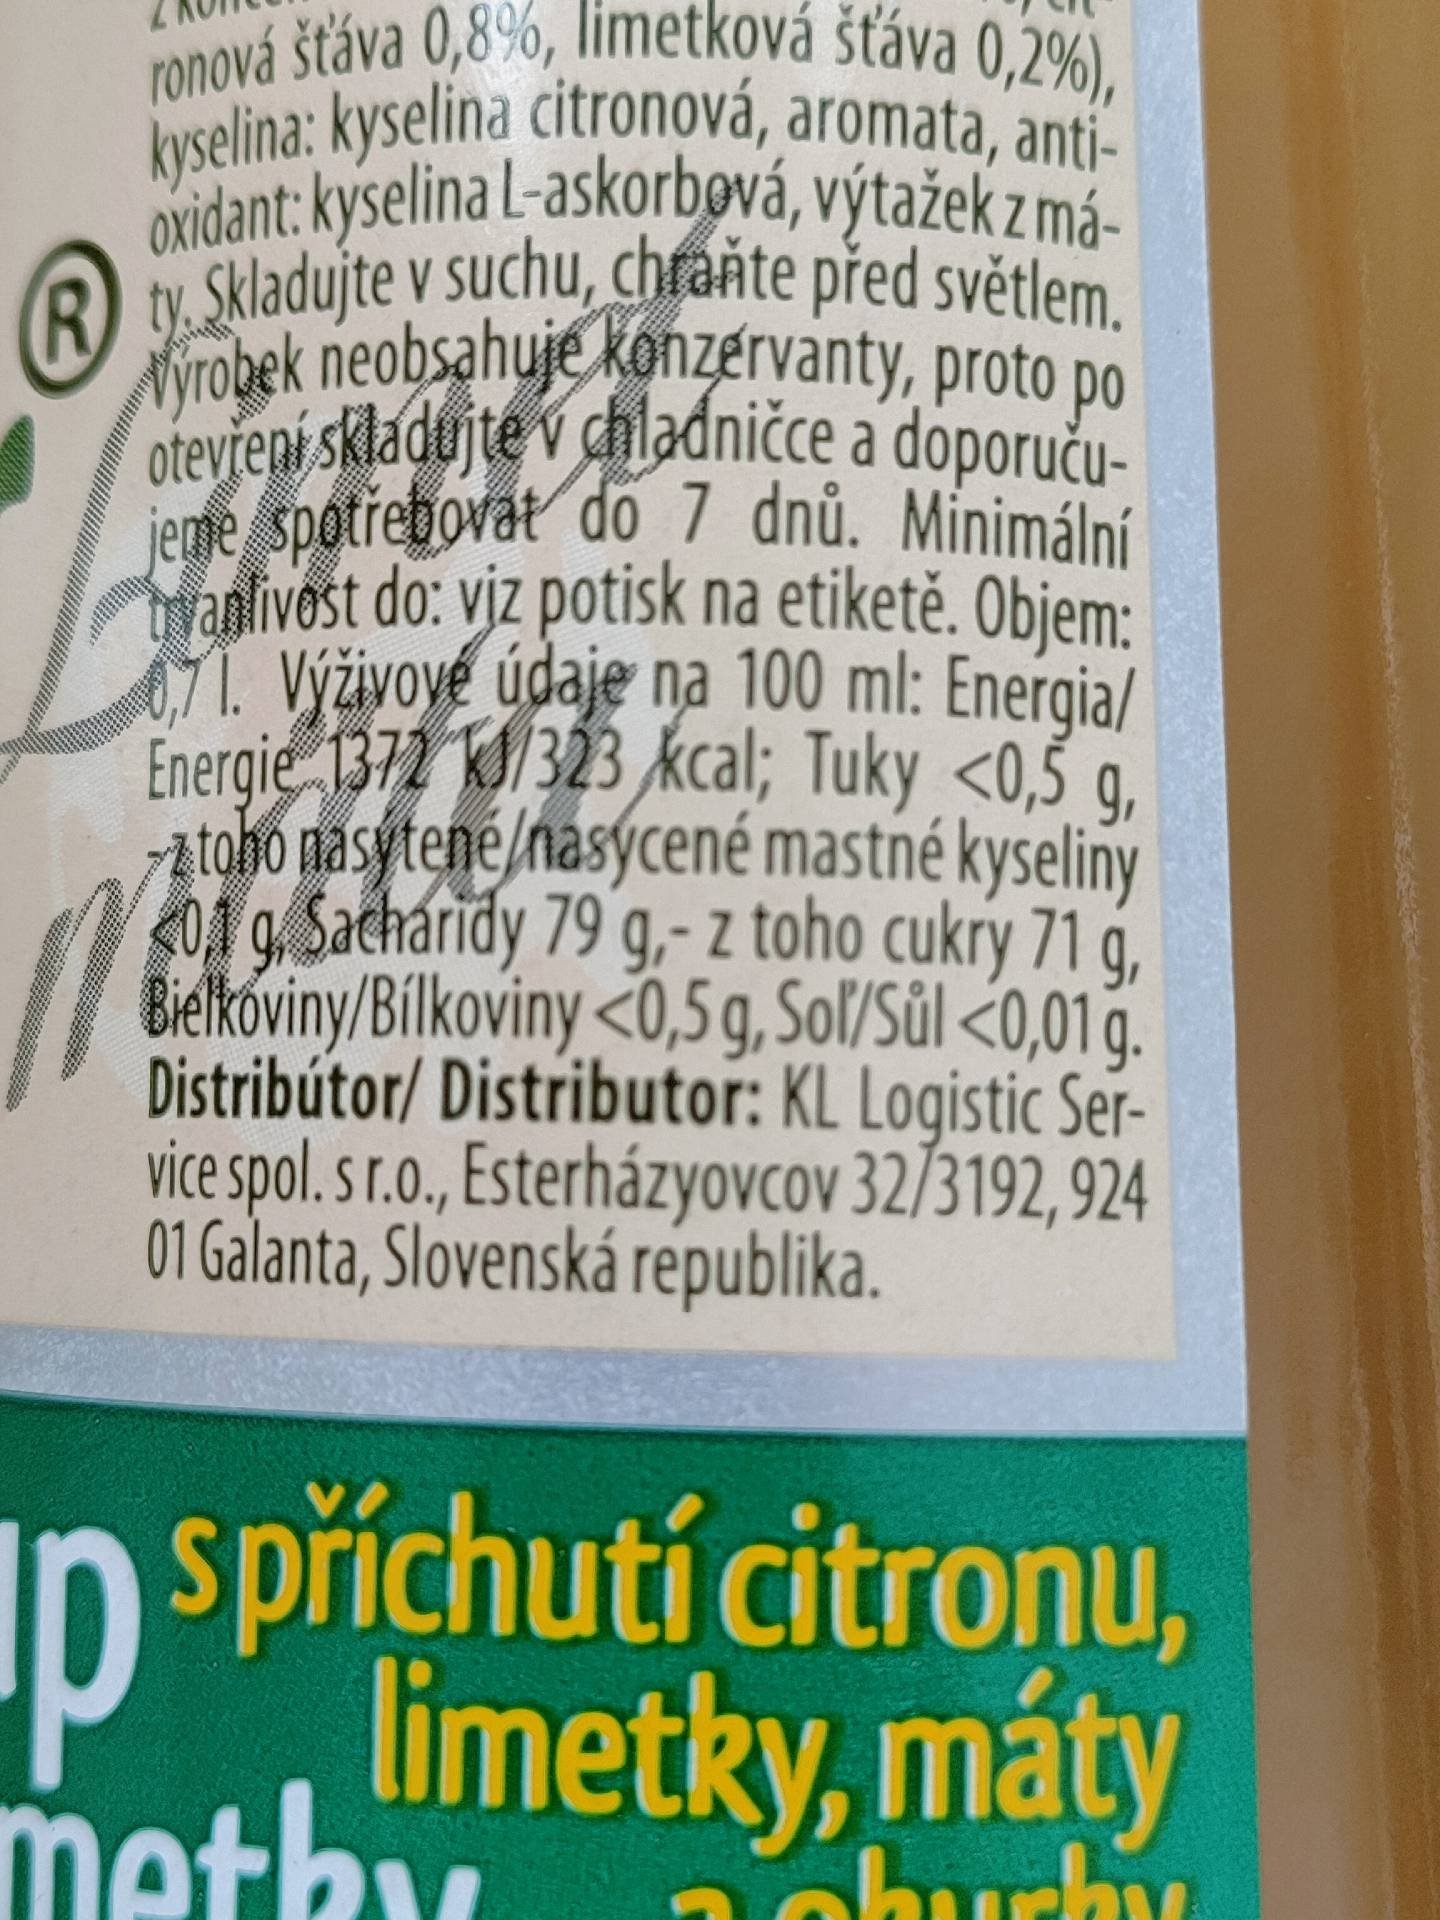 ronová šťáva 0,8%, limetková šťáva 0,2%),
kyselina: kyselina citronová, aromata, anti-
oxidant: kyselina L-askorbová, výtažek z má-
ty. Skladujte v suchu, chraňte před světlem.
®
Výrobek neobsahuje konzervanty, proto po
otevření skladujte v chladničce a doporuču-
jeme spotřebovat do 7 dnů. Minimální
trvanlivost do: viz potisk na etiketě. Objem:
0,7 l. Výživové údaje na 100 ml: Energia/
Energie 1372 kJ/323 kcal; Tuky <0,5 g,
- z toho nasýtené/nasycené mastné kyseliny
<0,1 g, Sacharidy 79 g,- z toho cukry 71 g,
Bielkoviny/Bílkoviny <0,5 g, Soľ/Sůl <0,01 g.
Distribútor/ Distributor: KL Logistic Ser-
vice spol. s r.o., Esterházyovcov 32/3192, 924
01 Galanta, Slovenská republika.
s příchutí citronu,
limetky, máty
a okurky